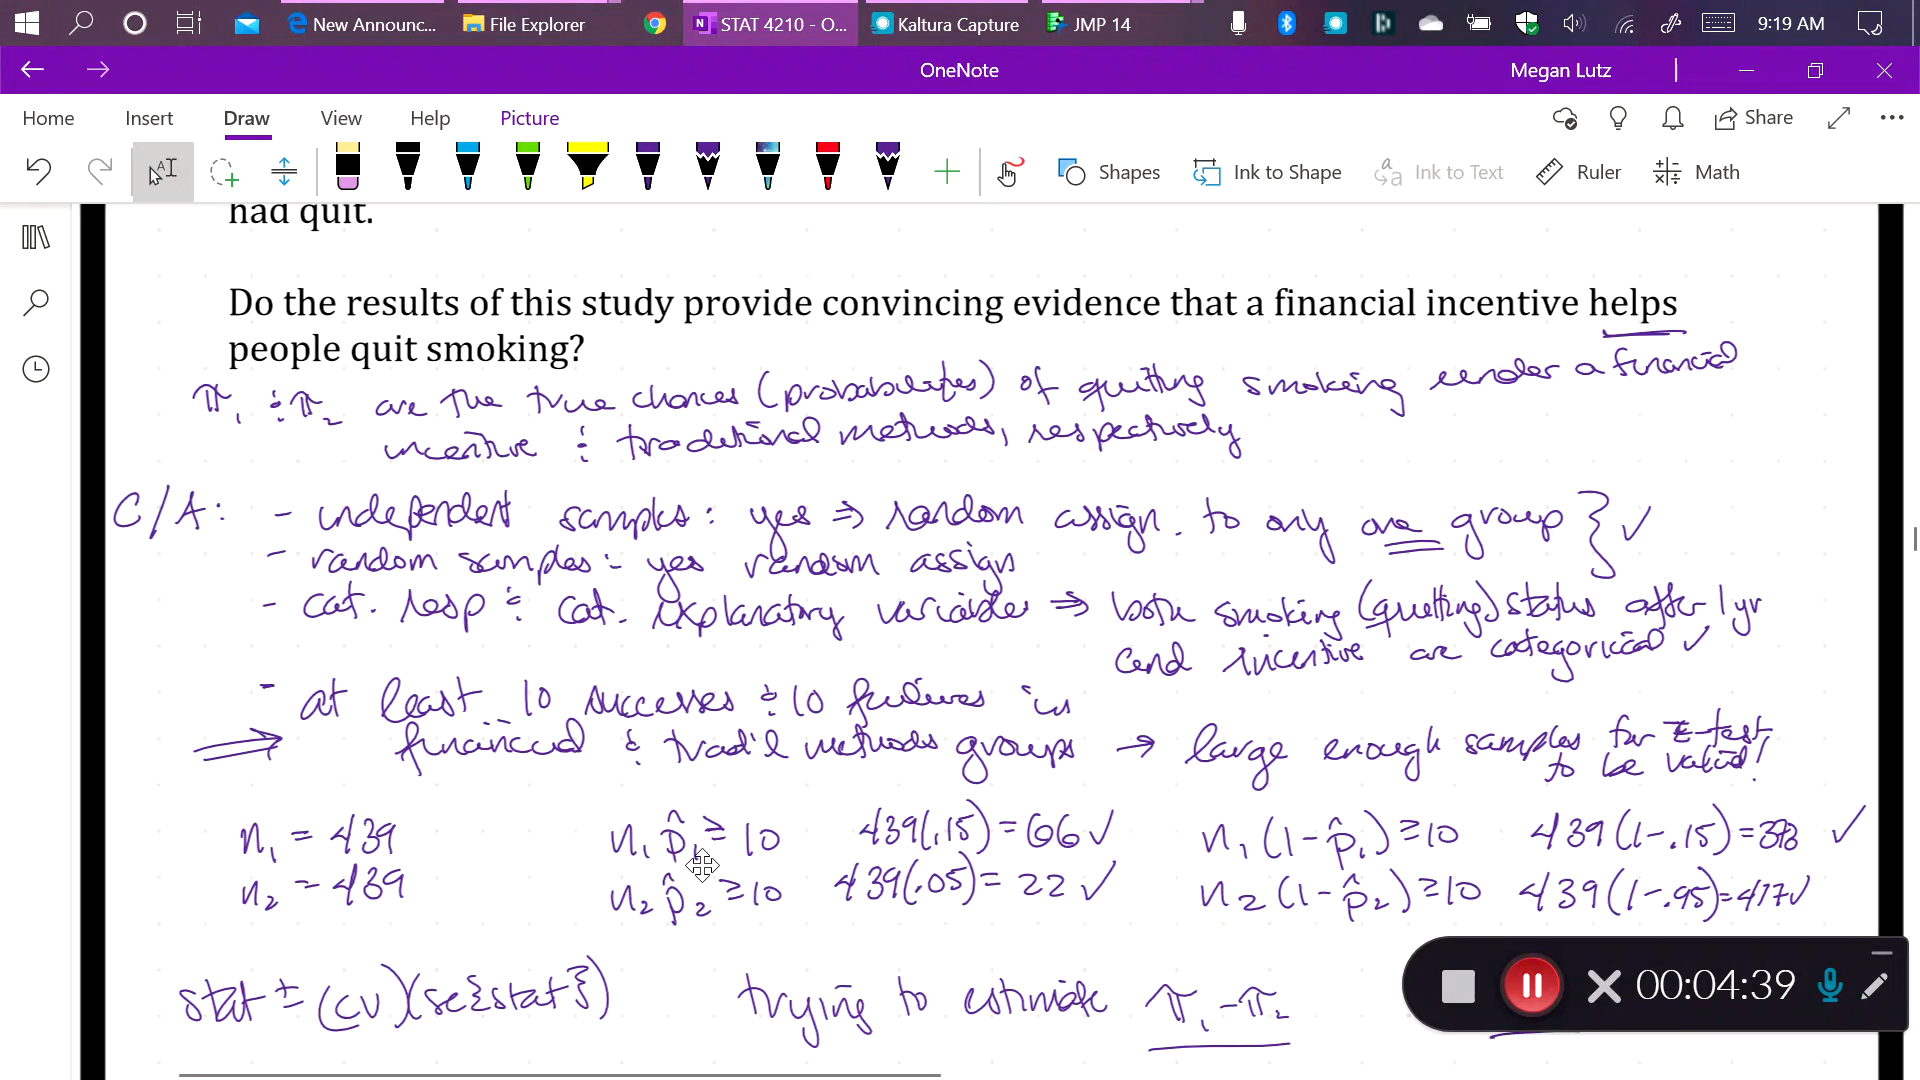 New Announc...
File Explorer
STAT 4210 - O...
Kaltura Capture
JMP 14
9:19 AM
OneNote
Megan Lutz
Home
Insert
Draw
View
Help
Picture
Share
Shapes
Ink to Shape
Ink to Text
Ruler
Math
had quit.
Do the results of this study provide convincing evidence that a financial incentive helps
people quit smoking?
π₁ & π₂ are the true chances (probabilities) of quitting smoking under a financial
incentive & traditional methods, respectively
C/A: - independent samples: yes ⇒ random assign. to only one group } ✓
- random samples: yes random assign
- cat. resp & cat. explanatory variables ⇒ both smoking (quitting) status after 1 yr
and incentive are categorical ✓
- at least 10 successes & 10 failures in
⇒ financial & trad'l methods groups → large enough samples for z-test
to be valid!
n₁ = 439 n₁p̂₁ ≥ 10 439(.15) = 66 ✓ n₁(1-p̂₁) ≥ 10 439(1-.15) = 373 ✓
n₂ = 439 n₂p̂₂ ≥ 10 439(.05) = 22 ✓ n₂(1-p̂₂) ≥ 10 439(1-.95) = 417 ✓
stat ± (cv)(se{stat}) trying to estimate π₁-π₂
00:04:39